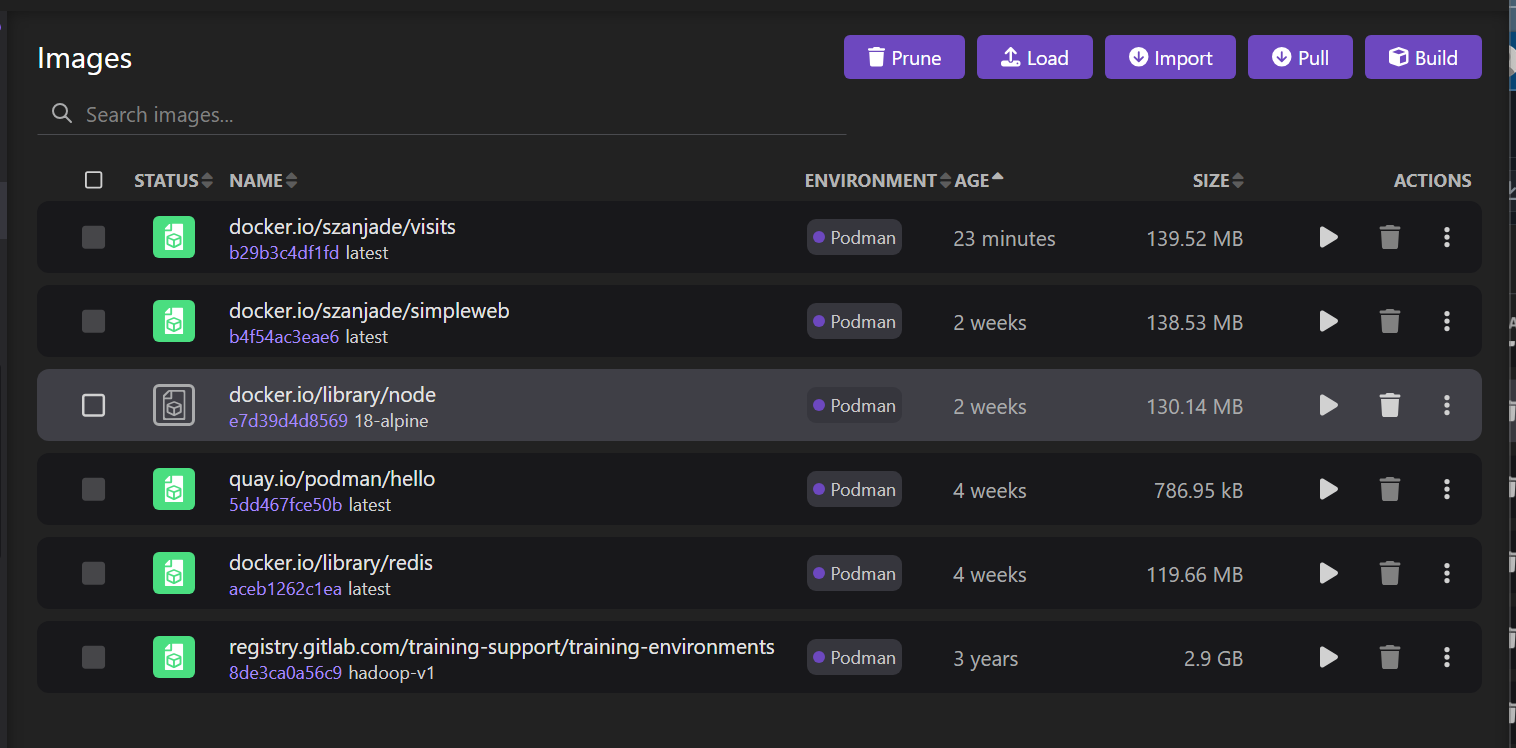 Images
Prune
Load
Import
Pull
Build
Search images...
STATUS NAME ENVIRONMENT AGE SIZE ACTIONS
docker.io/szanjade/visits
b29b3c4df1fd latest
Podman
23 minutes
139.52 MB
docker.io/szanjade/simpleweb
b4f54ac3eae6 latest
Podman
2 weeks
138.53 MB
docker.io/library/node
e7d39d4d8569 18-alpine
Podman
2 weeks
130.14 MB
quay.io/podman/hello
5dd467fce50b latest
Podman
4 weeks
786.95 kB
docker.io/library/redis
aceb1262c1ea latest
Podman
4 weeks
119.66 MB
registry.gitlab.com/training-support/training-environments
8de3ca0a56c9 hadoop-v1
Podman
3 years
2.9 GB